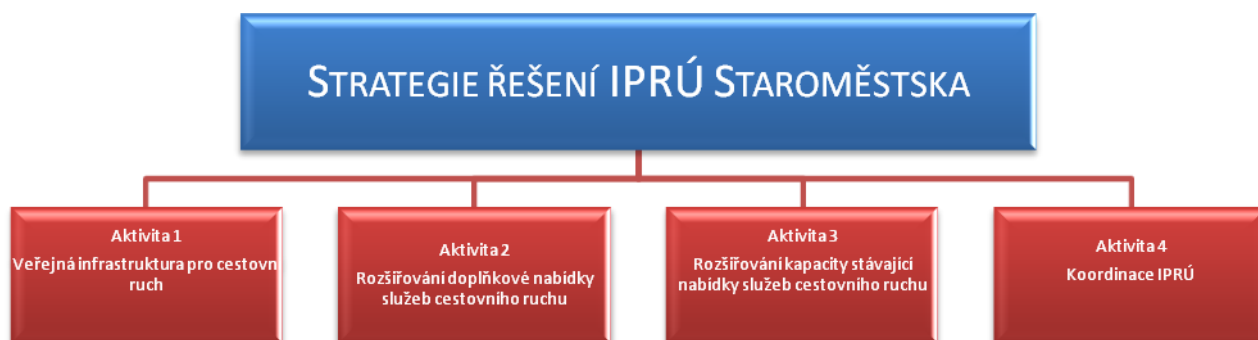 STRATEGIE ŘEŠENÍ IPRÚ STAROMĚSTSKA
Aktivita 1
Veřejná infrastruktura pro cestovn
ruch
Aktivita 2
Rozšiřování doplňkové nabídky
služeb cestovního ruchu
Aktivita 3
Rozšiřování kapacity stávající
nabídky služeb cestovního ruchu
Aktivita 4
Koordinace IPRÚ